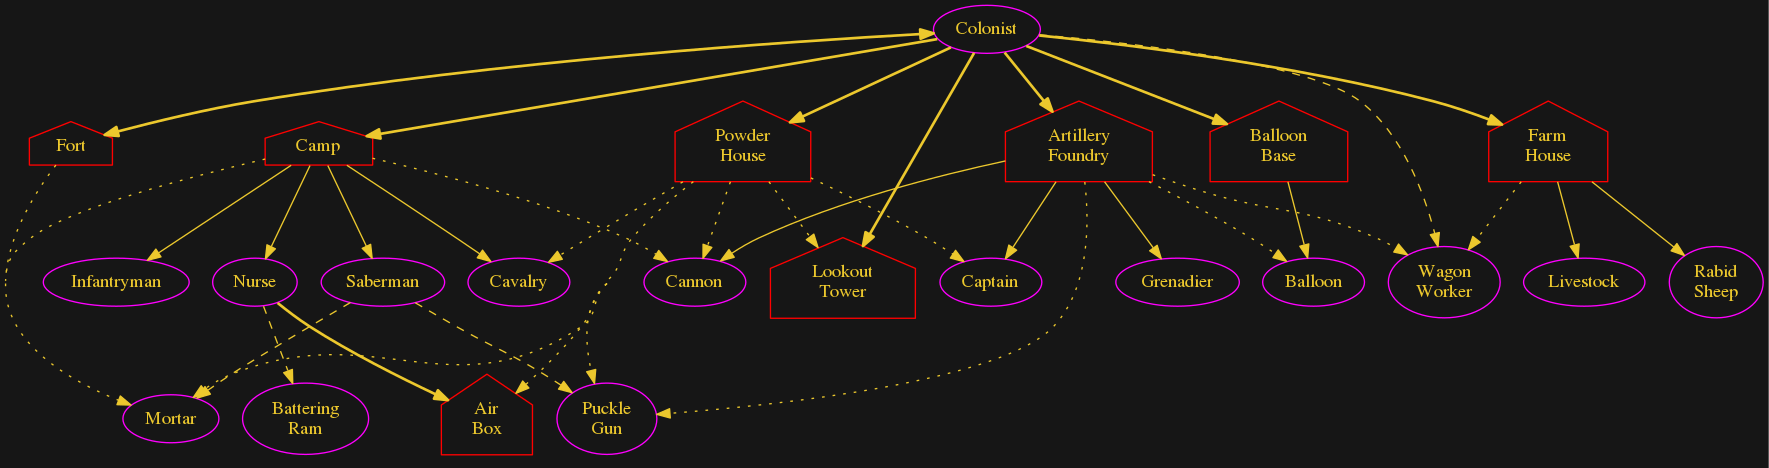 Colonist
Fort
Camp
Powder
House
Artillery
Foundry
Balloon
Base
Farm
House
Infantryman
Nurse
Saberman
Cavalry
Cannon
Lookout
Tower
Captain
Grenadier
Balloon
Wagon
Worker
Livestock
Rabid
Sheep
Mortar
Battering
Ram
Air
Box
Puckle
Gun